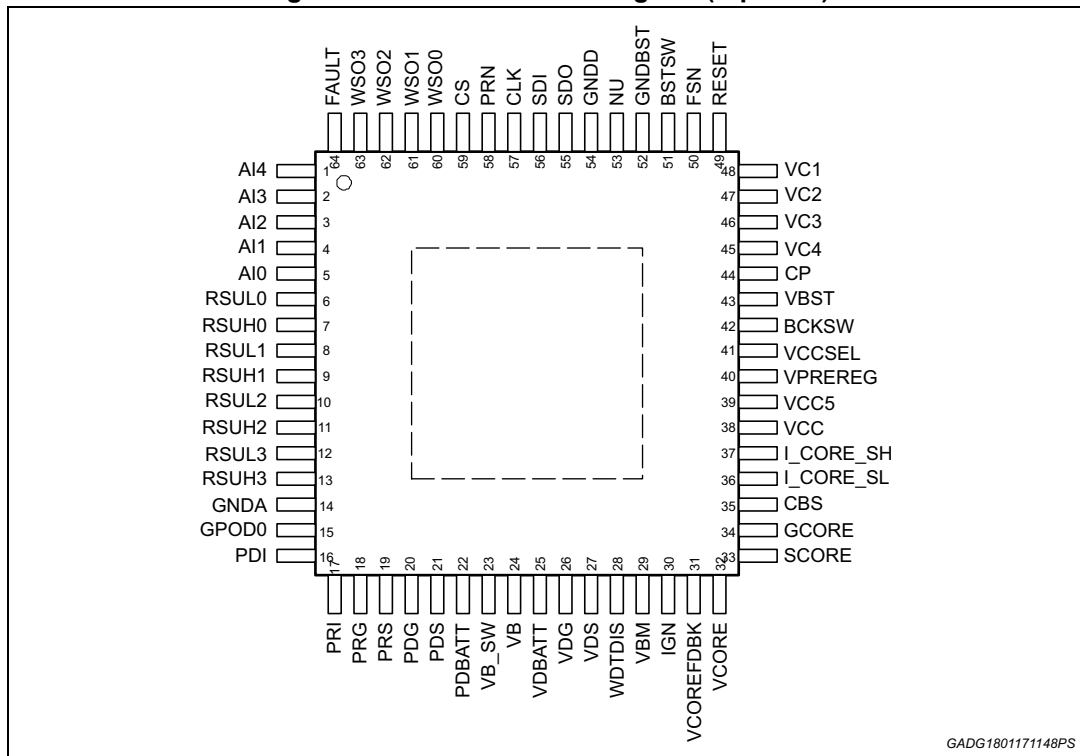 FAULT
WSO3
WSO2
WSO1
WSO0
CS
PRN
CLK
SDI
SDO
GNDD
NU
GNDBST
BSTSW
FSN
RESET
64
63
62
61
60
59
58
57
56
55
54
53
52
51
50
49
AI4 1
AI3 2
AI2 3
AI1 4
AI0 5
RSUL0 6
RSUH0 7
RSUL1 8
RSUH1 9
RSUL2 10
RSUH2 11
RSUL3 12
RSUH3 13
GNDA 14
GPOD0 15
PDI 16
48 VC1
47 VC2
46 VC3
45 VC4
44 CP
43 VBST
42 BCKSW
41 VCCSEL
40 VPREREG
39 VCC5
38 VCC
37 I_CORE_SH
36 I_CORE_SL
35 CBS
34 GCORE
33 SCORE
17
18
19
20
21
22
23
24
25
26
27
28
29
30
31
32
PRI
PRG
PRS
PDG
PDS
PDBATT
VB_SW
VB
VDBATT
VDG
VDS
WDTDIS
VBM
IGN
VCOREFDBK
VCORE
GADG1801171148PS